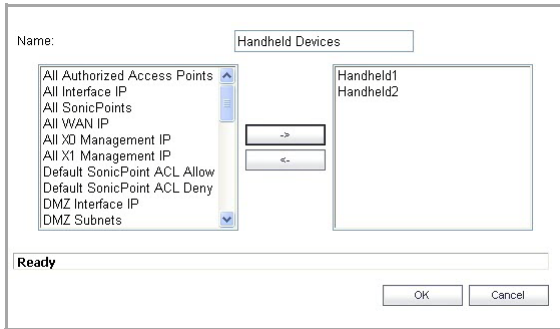 Name: Handheld Devices
All Authorized Access Points
All Interface IP
All SonicPoints
All WAN IP
All X0 Management IP
All X1 Management IP
Default SonicPoint ACL Allow
Default SonicPoint ACL Deny
DMZ Interface IP
DMZ Subnets
->
<-
Handheld1
Handheld2
Ready
OK Cancel